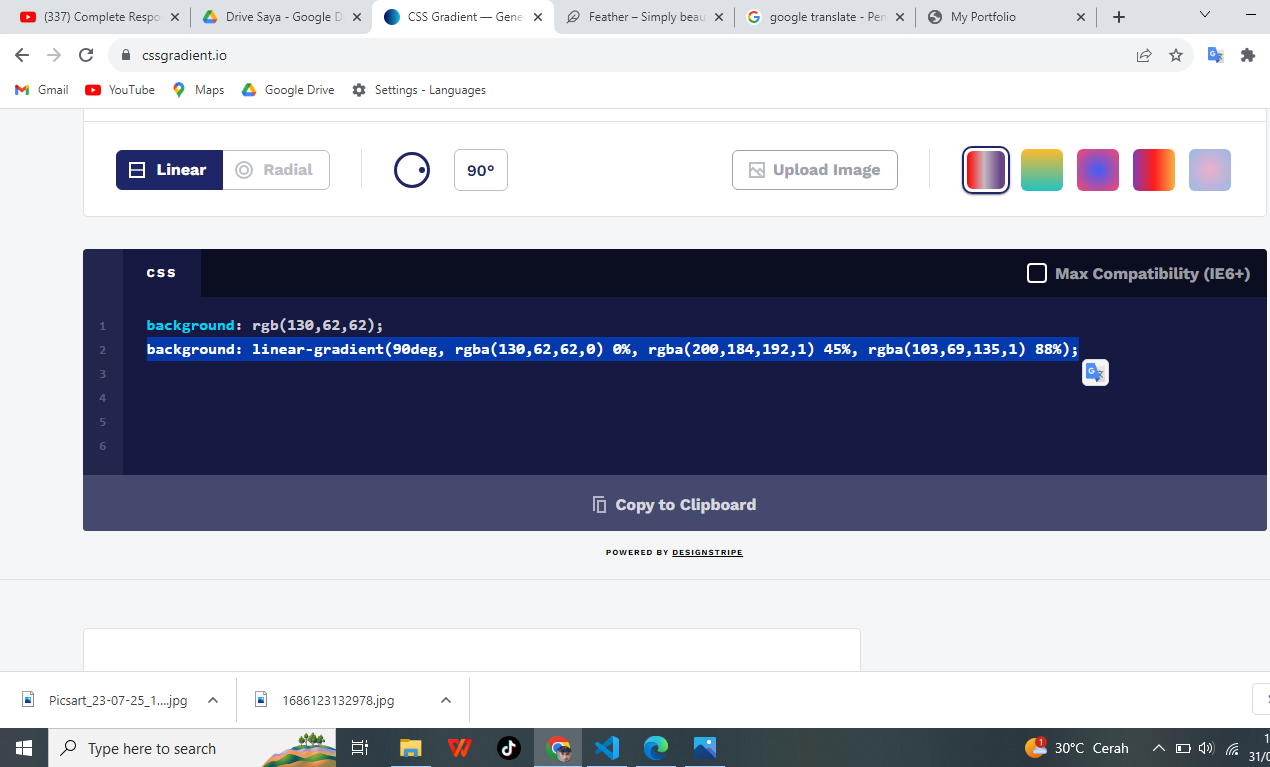 (337) Complete Respo
Drive Saya - Google D
CSS Gradient — Gene
Feather – Simply beau
google translate - Pen
My Portfolio
cssgradient.io
Gmail
YouTube
Maps
Google Drive
Settings - Languages
Linear
Radial
90°
Upload Image
css
Max Compatibility (IE6+)
1 background: rgb(130,62,62);
2 background: linear-gradient(90deg, rgba(130,62,62,0) 0%, rgba(200,184,192,1) 45%, rgba(103,69,135,1) 88%);
3
4
5
6
Copy to Clipboard
POWERED BY DESIGNSTRIPE
Picsart_23-07-25_1....jpg
1686123132978.jpg
Type here to search
1
30°C Cerah
31/0